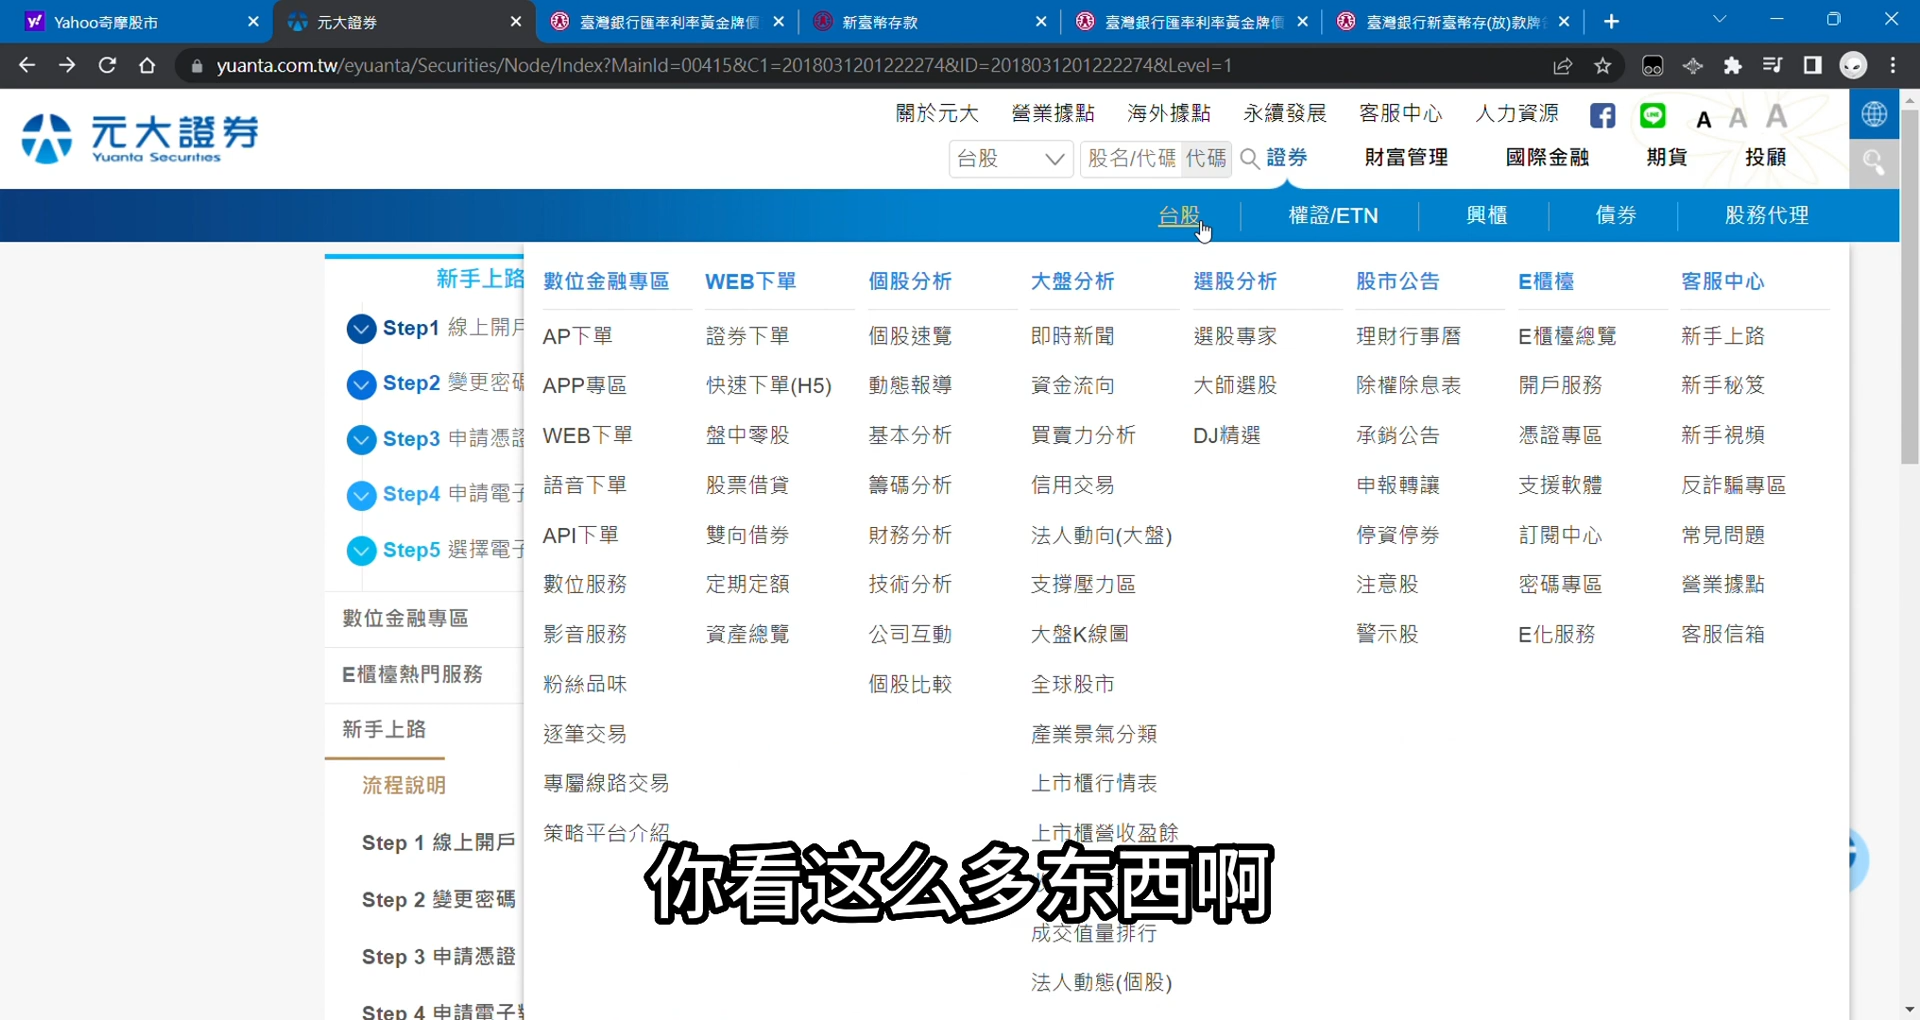 Yahoo奇摩股市
元大證券
臺灣銀行匯率利率黃金牌價
新臺幣存款
臺灣銀行匯率利率黃金牌價
臺灣銀行新臺幣存(放)款牌
yuanta.com.tw/eyuanta/Securities/Node/Index?MainId=00415&C1=2018031201222274&ID=2018031201222274&Level=1
元大證券
Yuanta Securities
關於元大 營業據點 海外據點 永續發展 客服中心 人力資源 A A A
台股 股名/代碼 代碼 證券 財富管理 國際金融 期貨 投顧
台股 權證/ETN 興櫃 債券 股務代理
新手上路
Step1 線上開戶
Step2 變更密碼
Step3 申請憑證
Step4 申請電子
Step5 選擇電子
數位金融專區
E櫃檯熱門服務
新手上路
流程說明
Step 1 線上開戶
Step 2 變更密碼
Step 3 申請憑證
Step 4 申請電子
數位金融專區
AP下單
APP專區
WEB下單
語音下單
API下單
數位服務
影音服務
粉絲品味
逐筆交易
專屬線路交易
策略平台介紹
WEB下單
證券下單
快速下單(H5)
盤中零股
股票借貸
雙向借券
定期定額
資產總覽
個股分析
個股速覽
動態報導
基本分析
籌碼分析
財務分析
技術分析
公司互動
個股比較
大盤分析
即時新聞
資金流向
買賣力分析
信用交易
法人動向(大盤)
支撐壓力區
大盤K線圖
全球股市
產業景氣分類
上市櫃行情表
上市櫃營收盈餘
成交值量排行
法人動態(個股)
選股分析
選股專家
大師選股
DJ精選
股市公告
理財行事曆
除權除息表
承銷公告
申報轉讓
停資停券
注意股
警示股
E櫃檯
E櫃檯總覽
開戶服務
憑證專區
支援軟體
訂閱中心
密碼專區
E化服務
客服中心
新手上路
新手秘笈
新手視頻
反詐騙專區
常見問題
營業據點
客服信箱
你看这么多东西啊